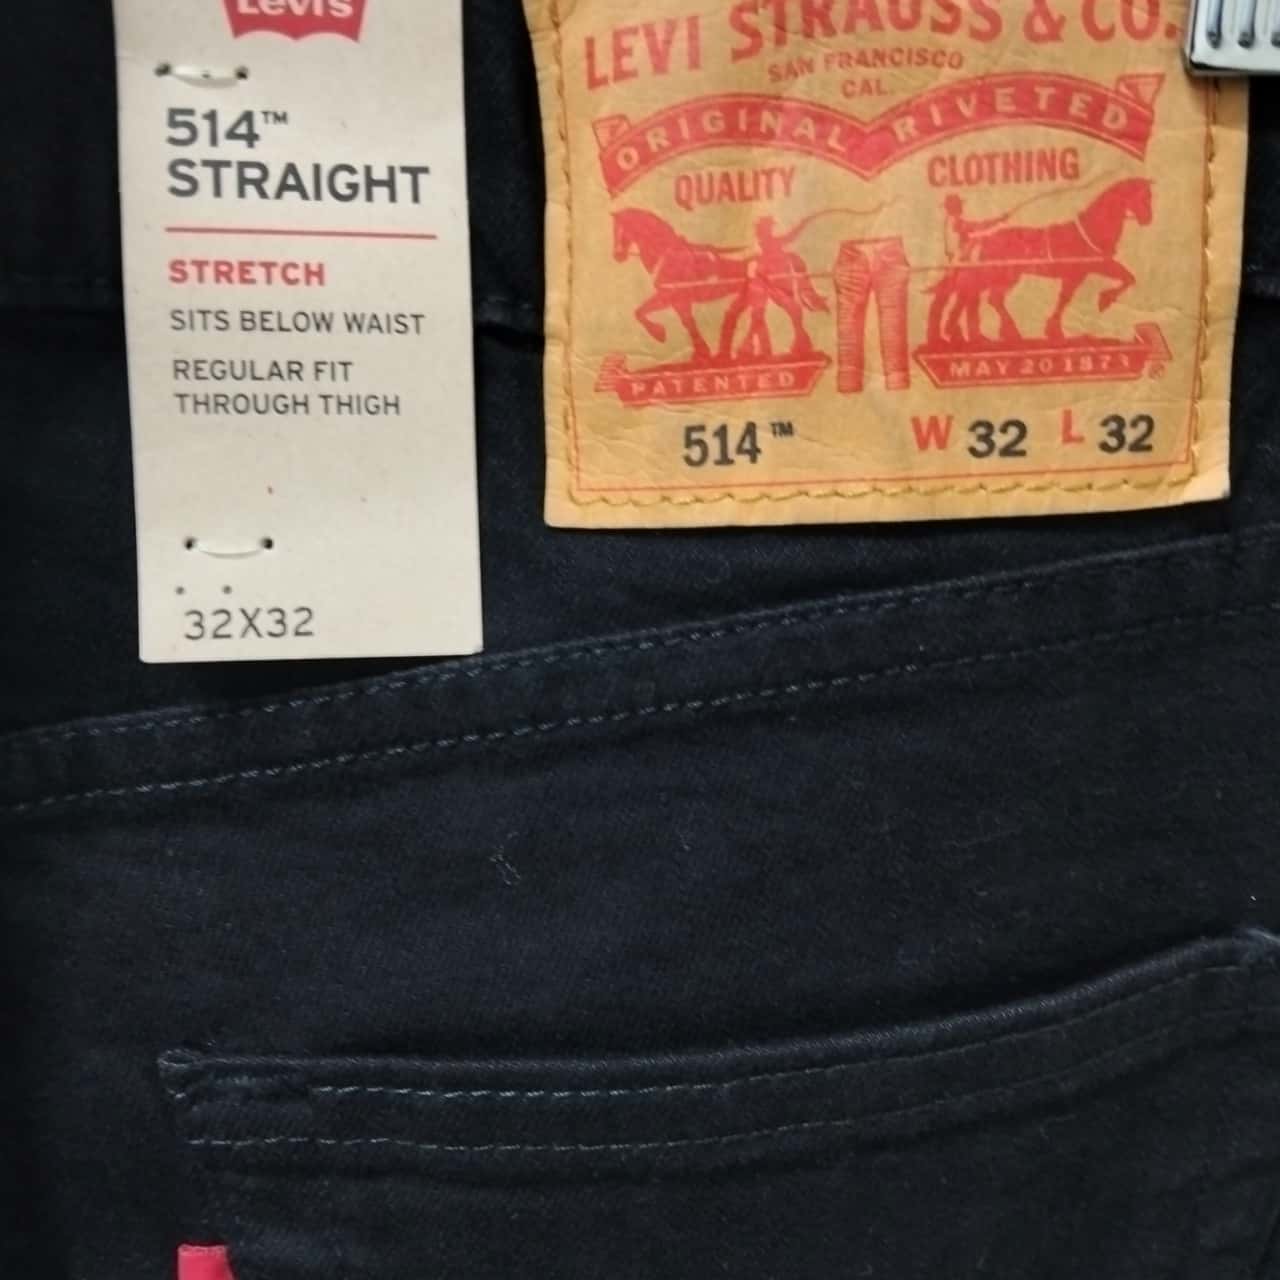 Levi's
514™
STRAIGHT
STRETCH
SITS BELOW WAIST
REGULAR FIT
THROUGH THIGH
32X32
LEVI STRAUSS & CO.
SAN FRANCISCO
CAL.
ORIGINAL RIVETED
QUALITY CLOTHING
PATENTED MAY 20 1873
514™ W 32 L 32